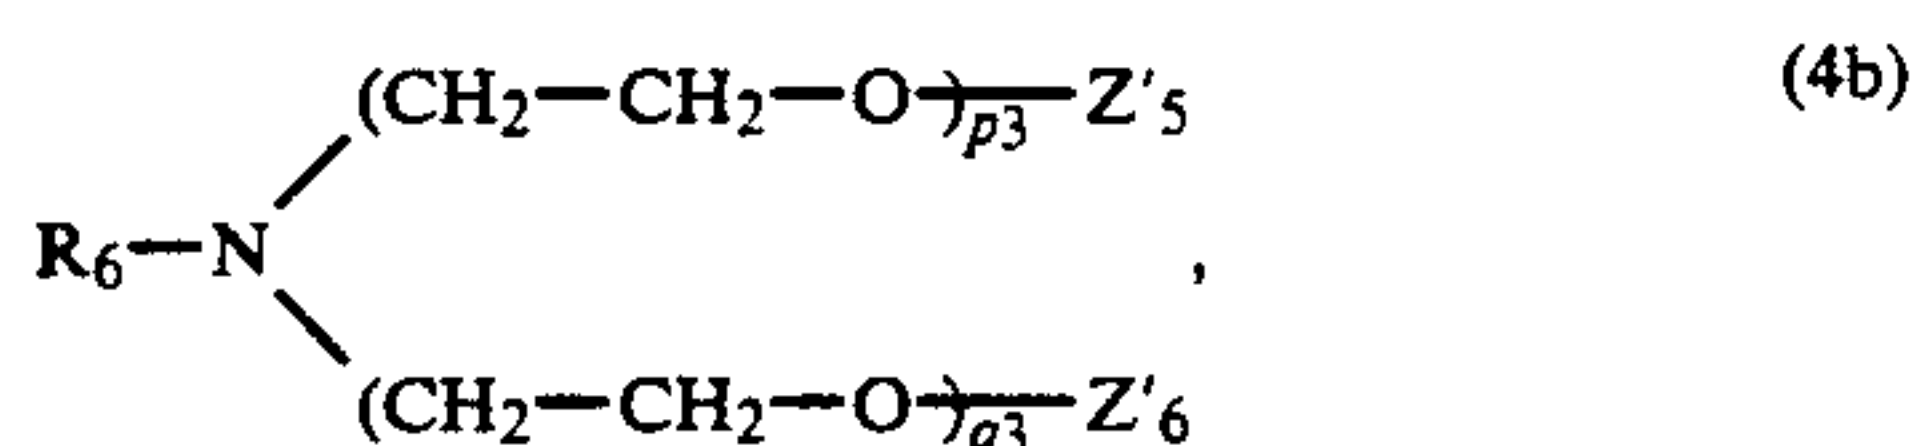 (CH₂—CH₂—O)p3—Z'₅ (4b)
R₆—N ,
(CH₂—CH₂—O)q3—Z'₆